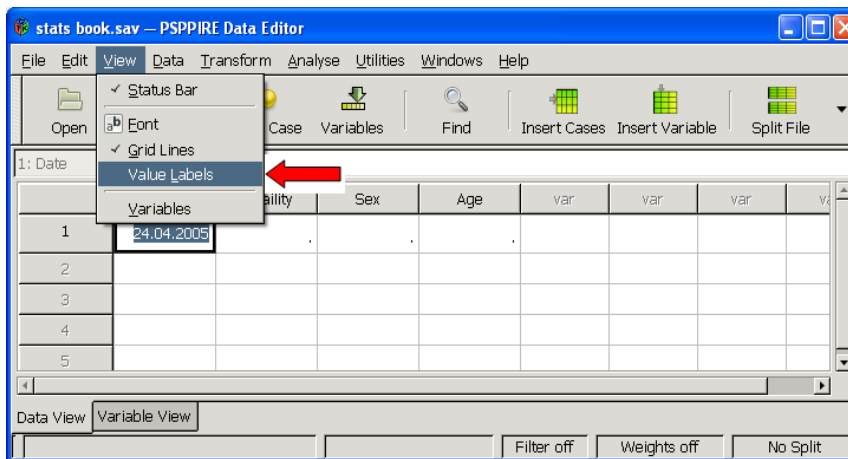 stats book.sav — PSPPIRE Data Editor
File Edit View Data Transform Analyse Utilities Windows Help
Open Case Variables Find Insert Cases Insert Variable Split File
✓ Status Bar
Font
✓ Grid Lines
Value Labels
Variables
1: Date
Sex Age var var var
1 24.04.2005 . . .
2
3
4
5
Data View Variable View
Filter off Weights off No Split